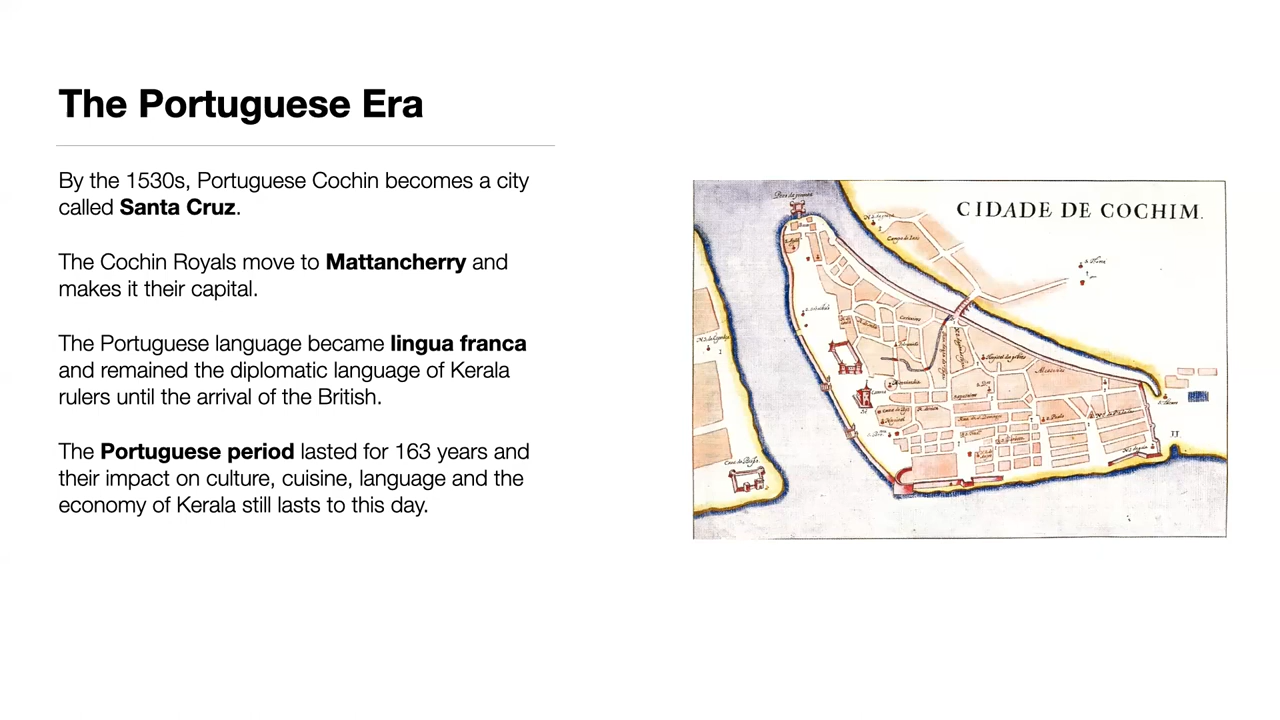 The Portuguese Era
By the 1530s, Portuguese Cochin becomes a city
called Santa Cruz.
The Cochin Royals move to Mattancherry and
makes it their capital.
The Portuguese language became lingua franca
and remained the diplomatic language of Kerala
rulers until the arrival of the British.
The Portuguese period lasted for 163 years and
their impact on culture, cuisine, language and the
economy of Kerala still lasts to this day.
CIDADE DE COCHIM.